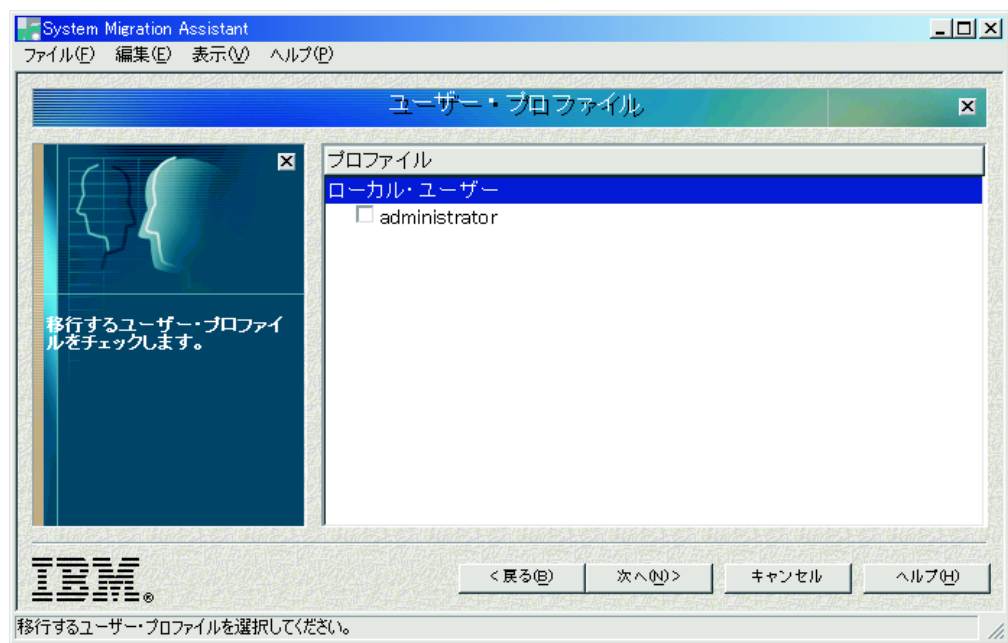 System Migration Assistant
ファイル(F) 編集(E) 表示(V) ヘルプ(P)
ユーザー・プロファイル
プロファイル
ローカル・ユーザー
administrator
移行するユーザー・プロファイ
ルをチェックします。
IBM®
<戻る(B) 次へ(N)> キャンセル ヘルプ(H)
移行するユーザー・プロファイルを選択してください。